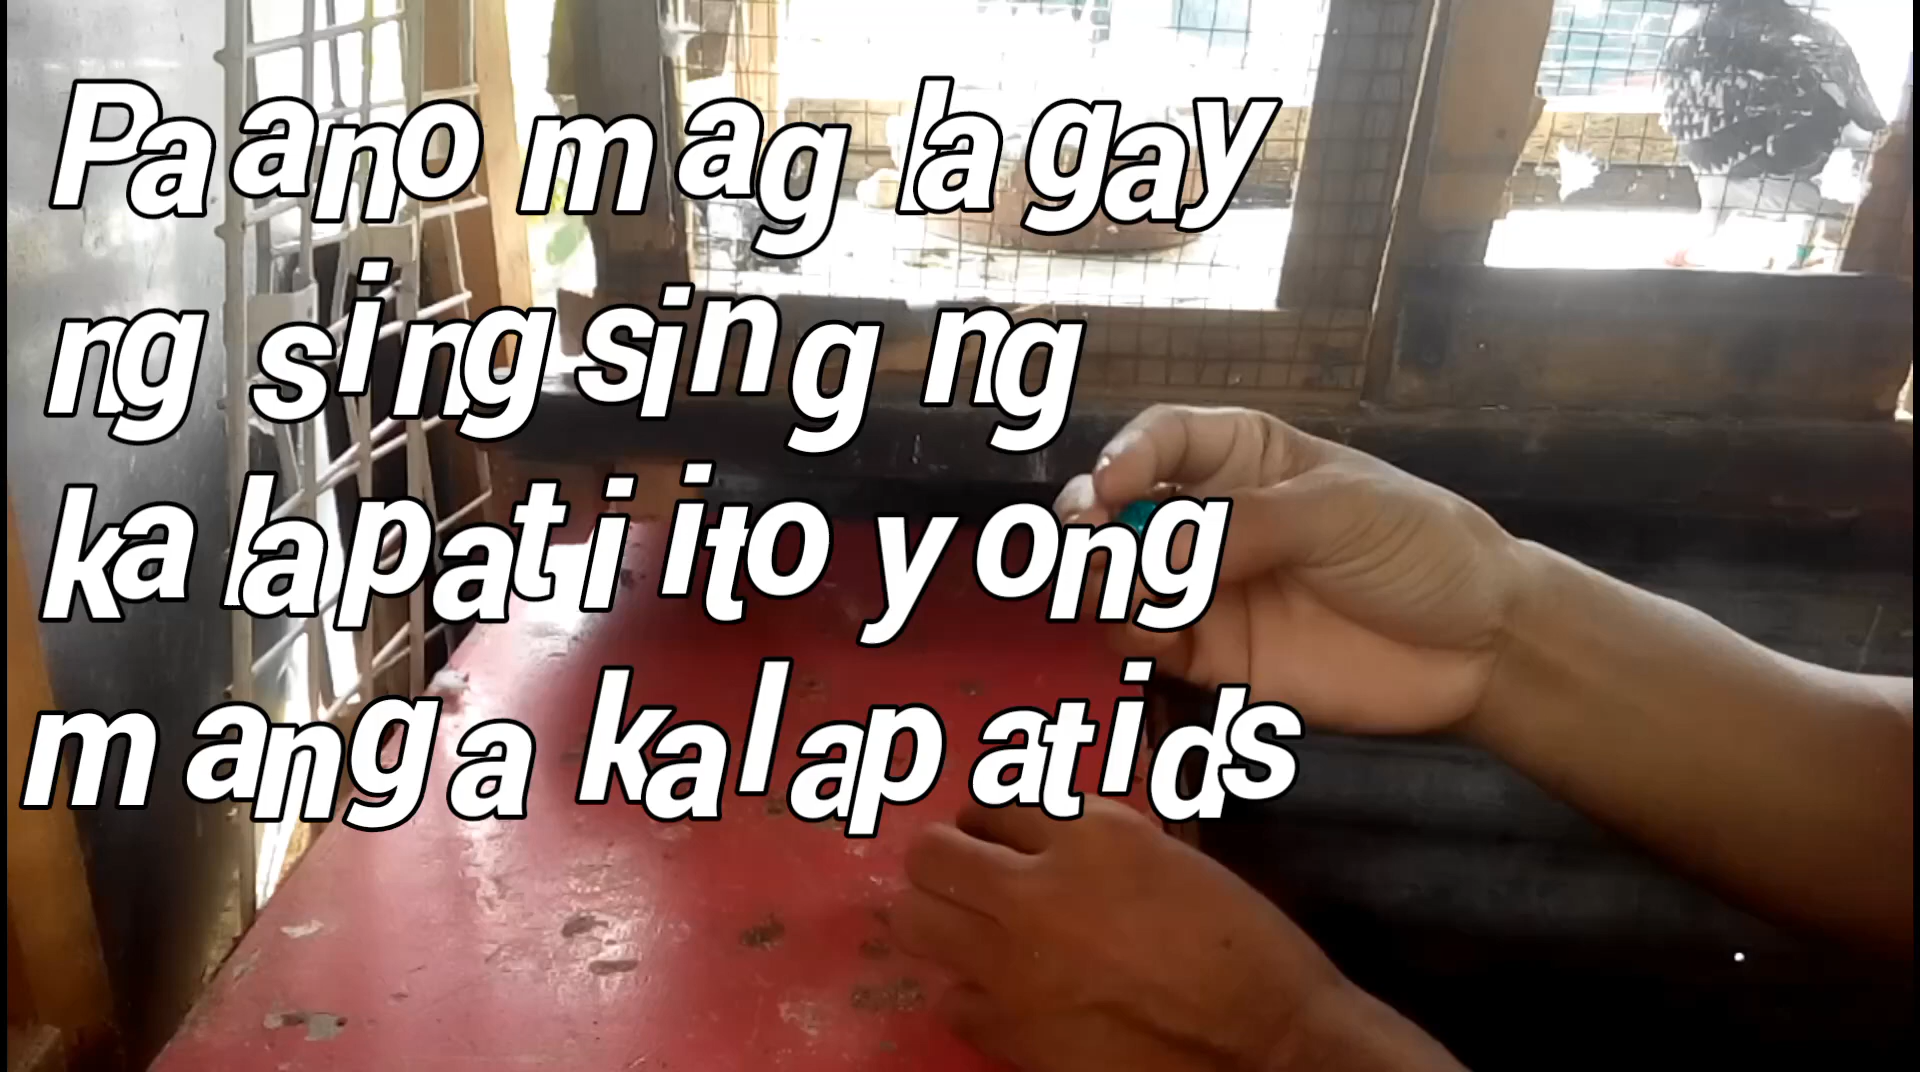 Paano mag lagay
ng singsing ng
kalapati ito yong
manga kalapatids